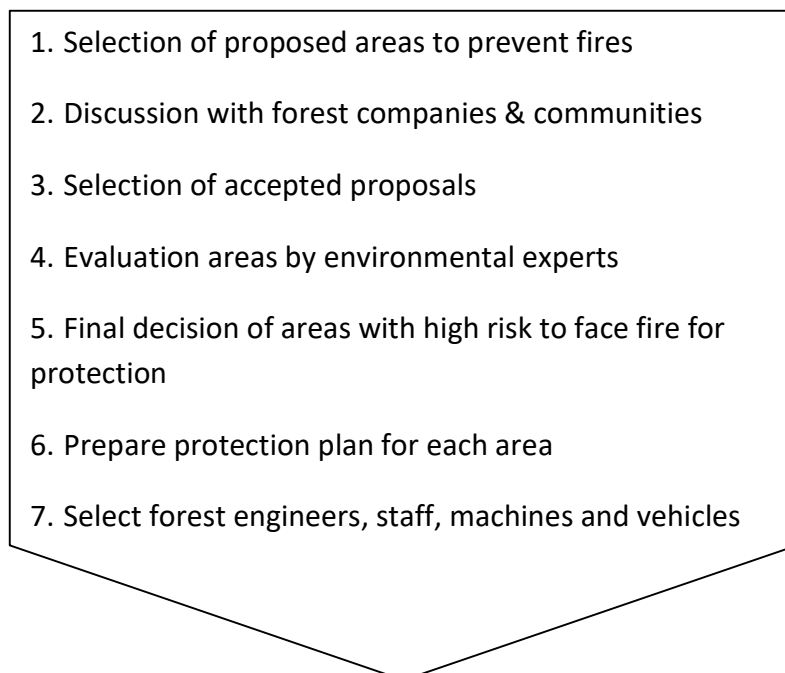 1. Selection of proposed areas to prevent fires
2. Discussion with forest companies & communities
3. Selection of accepted proposals
4. Evaluation areas by environmental experts
5. Final decision of areas with high risk to face fire for
protection
6. Prepare protection plan for each area
7. Select forest engineers, staff, machines and vehicles